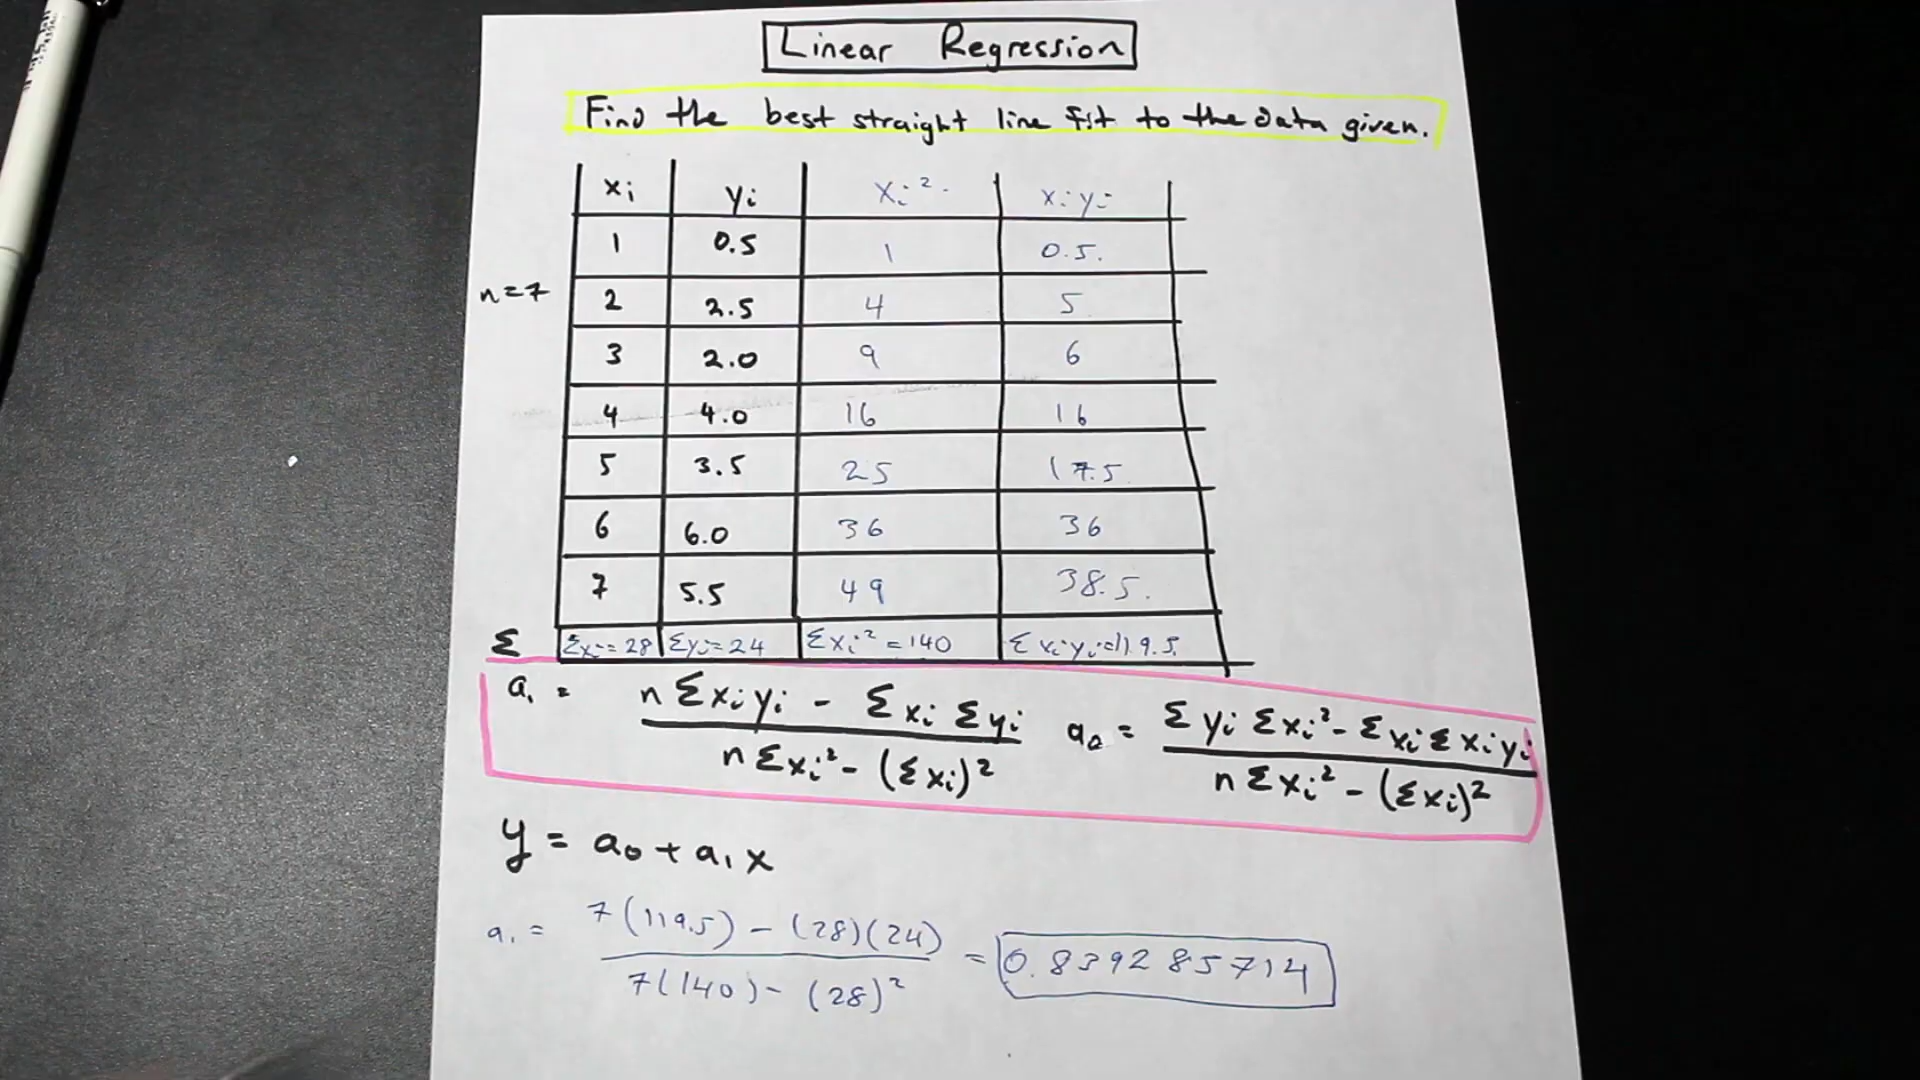 Linear Regression
Find the best straight line fit to the data given.
xi yi xi² xiyi
1 0.5 1 0.5.
n=7
2 2.5 4 5
3 2.0 9 6
4 4.0 16 16
5 3.5 25 17.5
6 6.0 36 36
7 5.5 49 38.5.
Σ Σxi=28 Σyi=24 Σxi²=140 Σxiyi=119.5
a₁ = (nΣxiyi - ΣxiΣyi) / (nΣxi² - (Σxi)²) a₀ = (ΣyiΣxi² - ΣxiΣxiyi) / (nΣxi² - (Σxi)²)
y = a₀ + a₁x
a₁ = (7(119.5) - (28)(24)) / (7(140) - (28)²) = 0.839285714